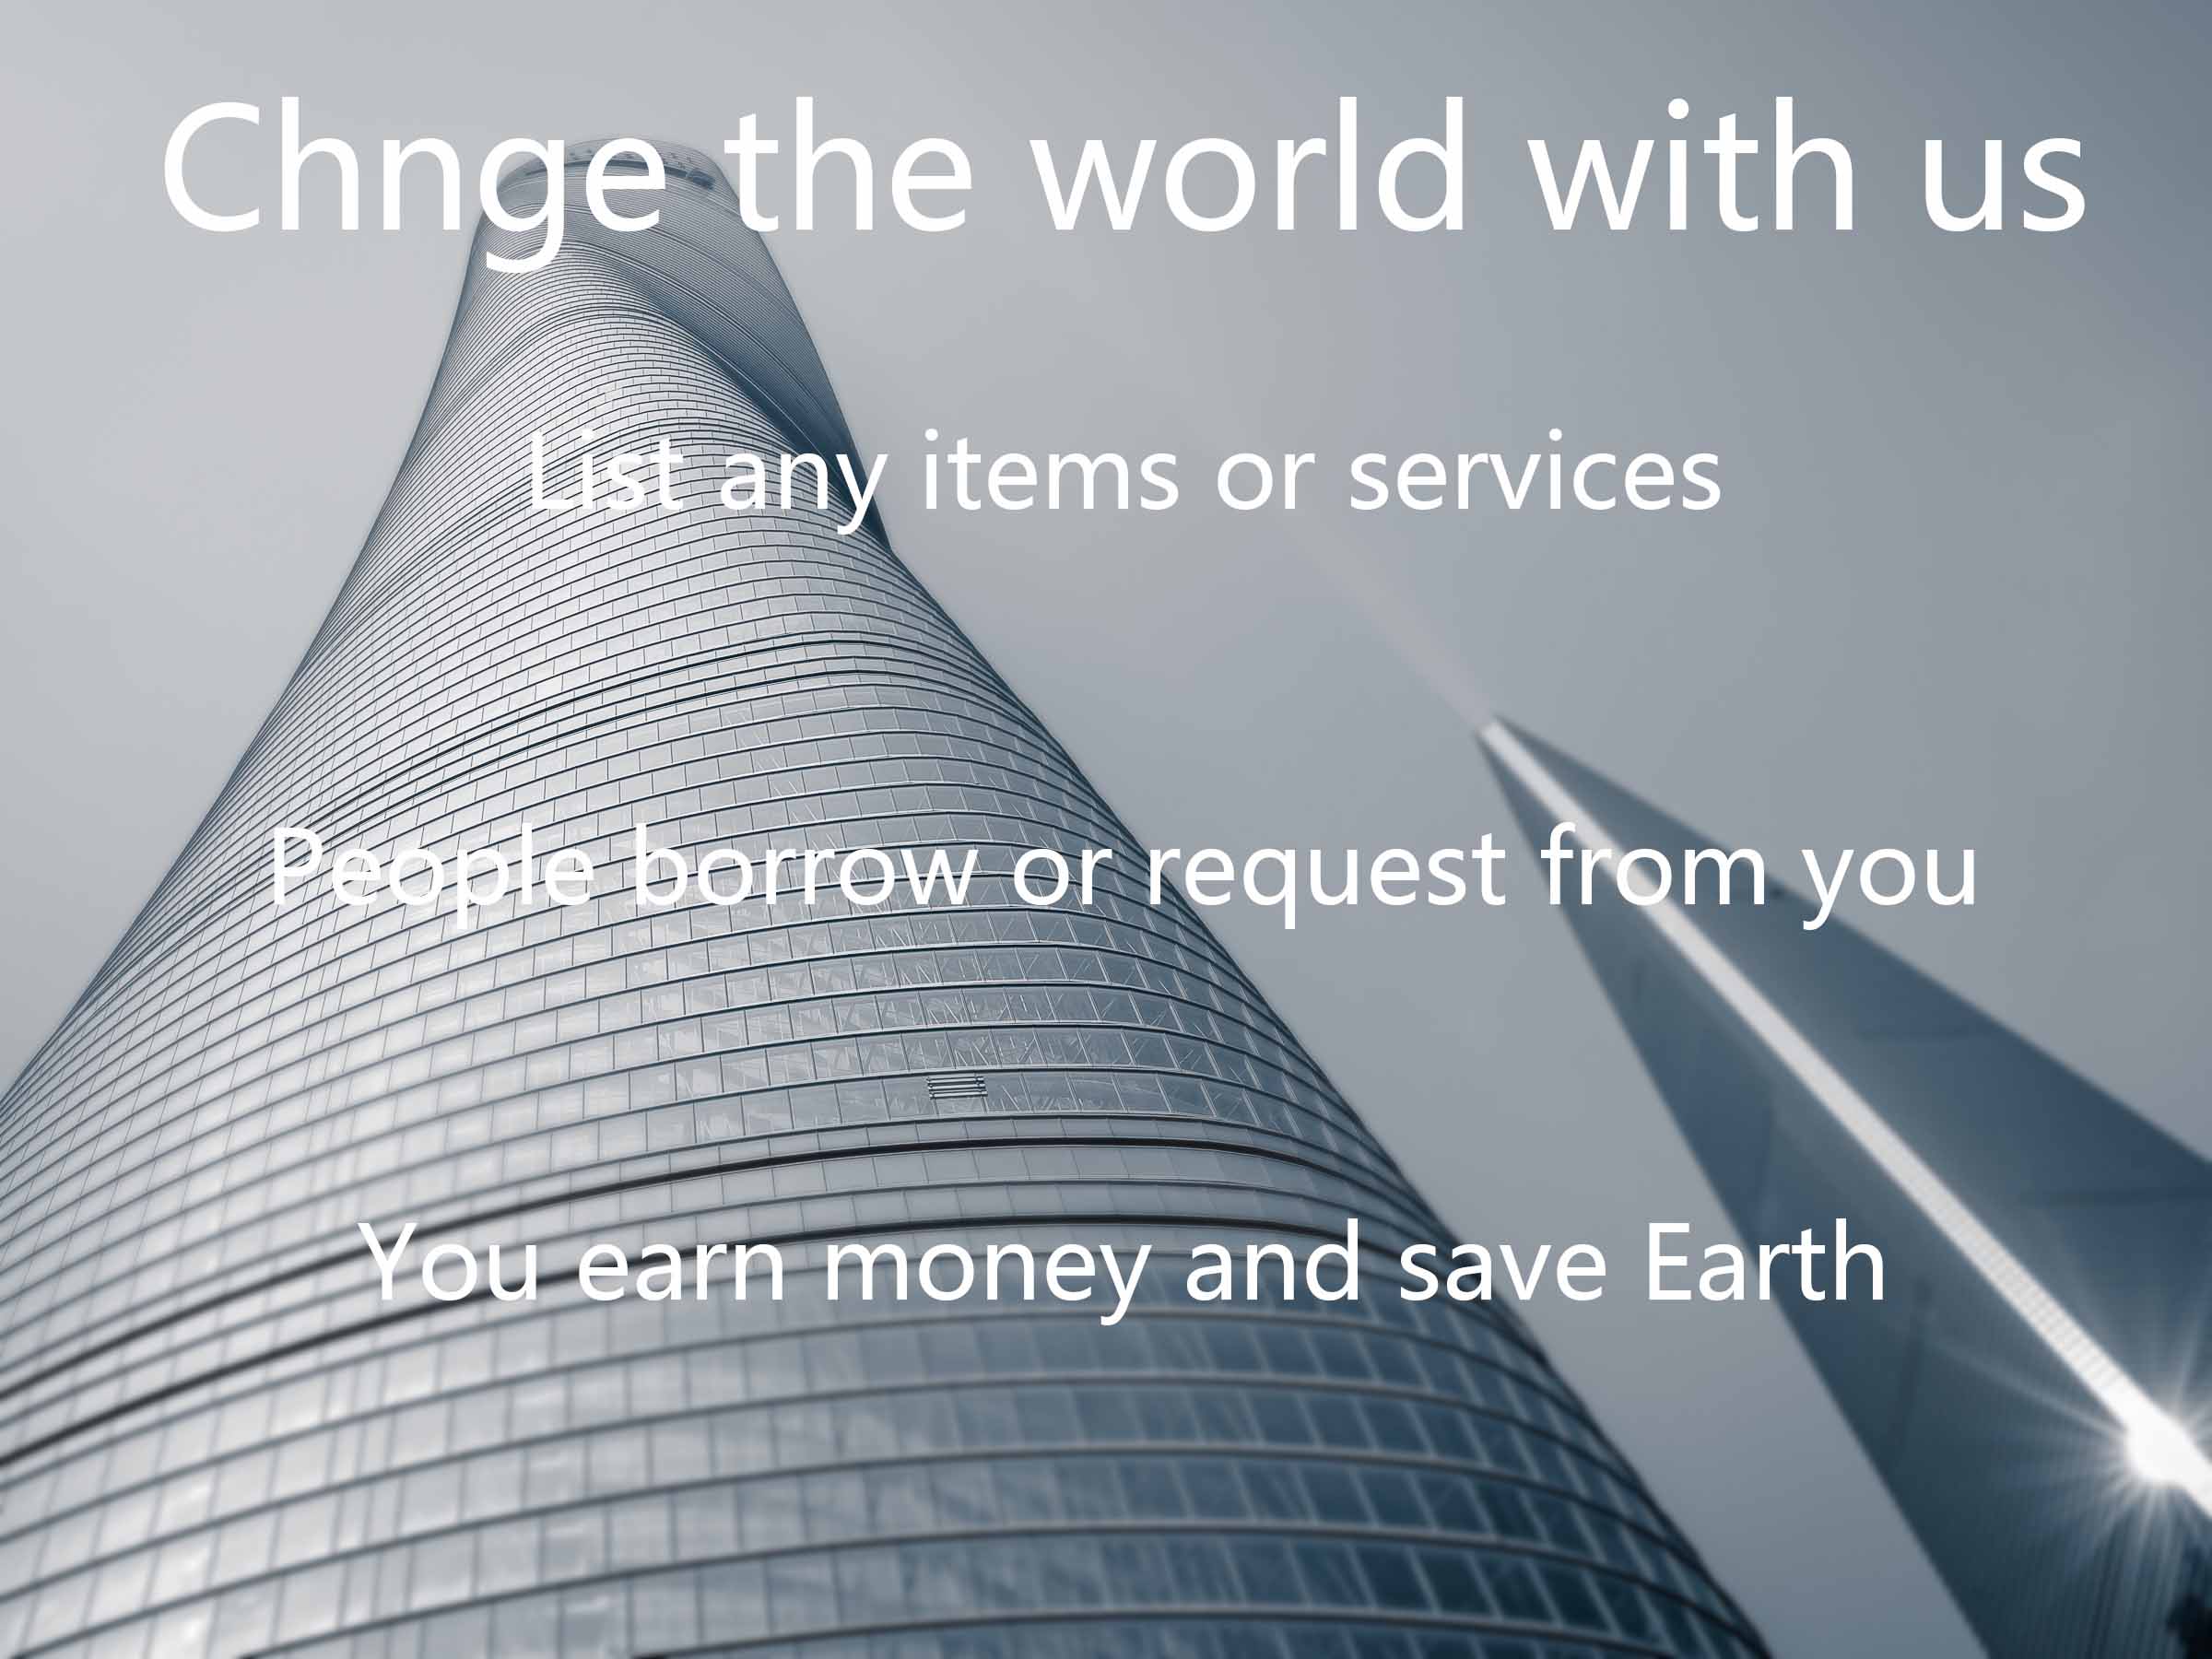 Chnge the world with us
List any items or services
People borrow or request from you
You earn money and save Earth